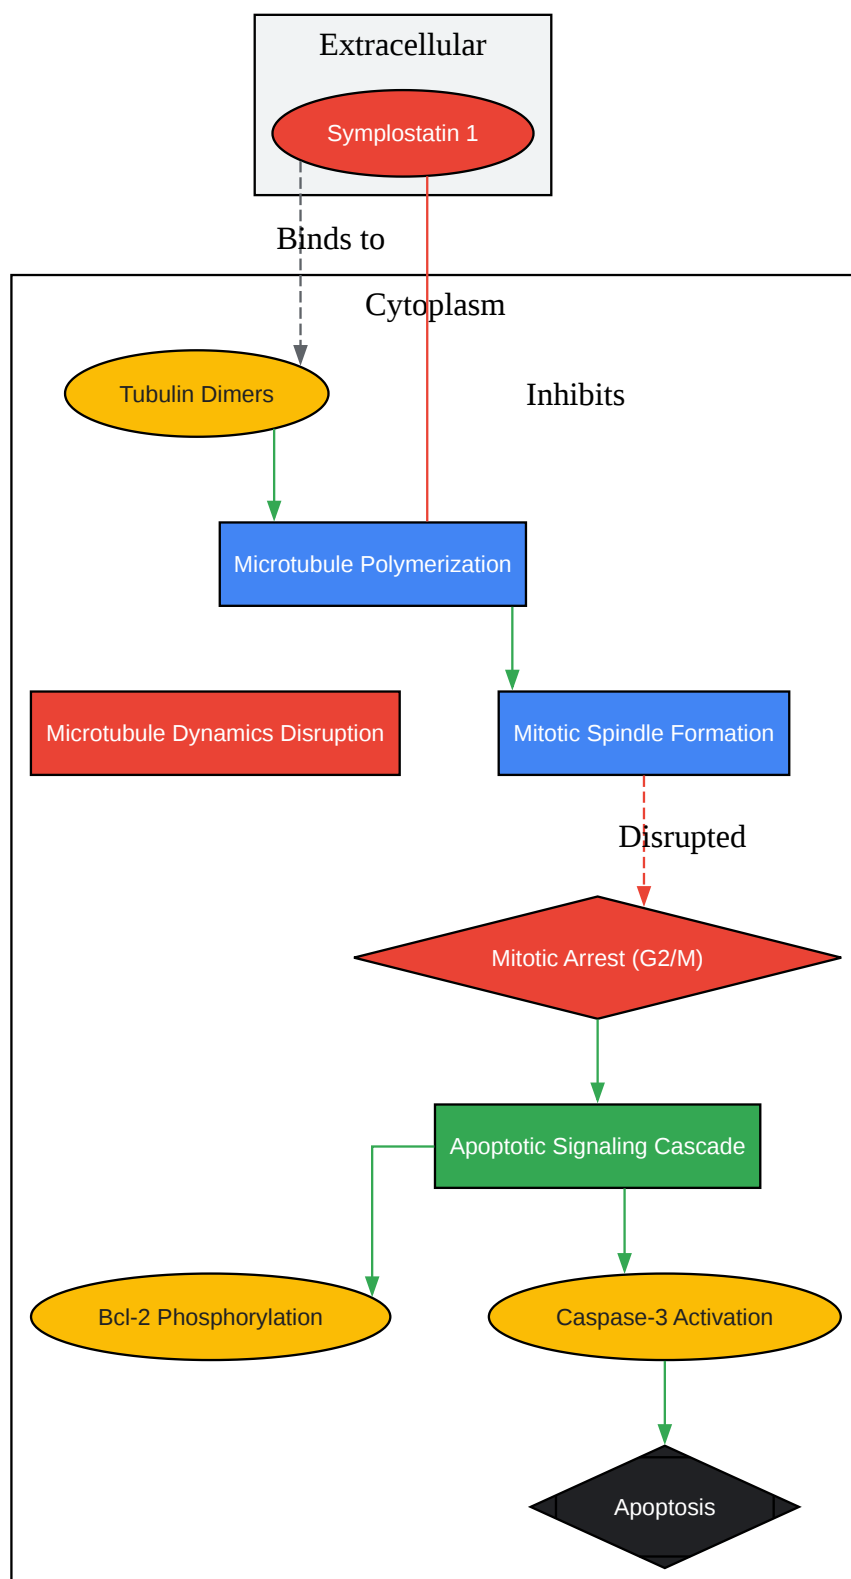 Extracellular
Symplostatin 1
Binds to
Cytoplasm
Tubulin Dimers
Inhibits
Microtubule Polymerization
Microtubule Dynamics Disruption
Mitotic Spindle Formation
Disrupted
Mitotic Arrest (G2/M)
Apoptotic Signaling Cascade
Bcl-2 Phosphorylation
Caspase-3 Activation
Apoptosis